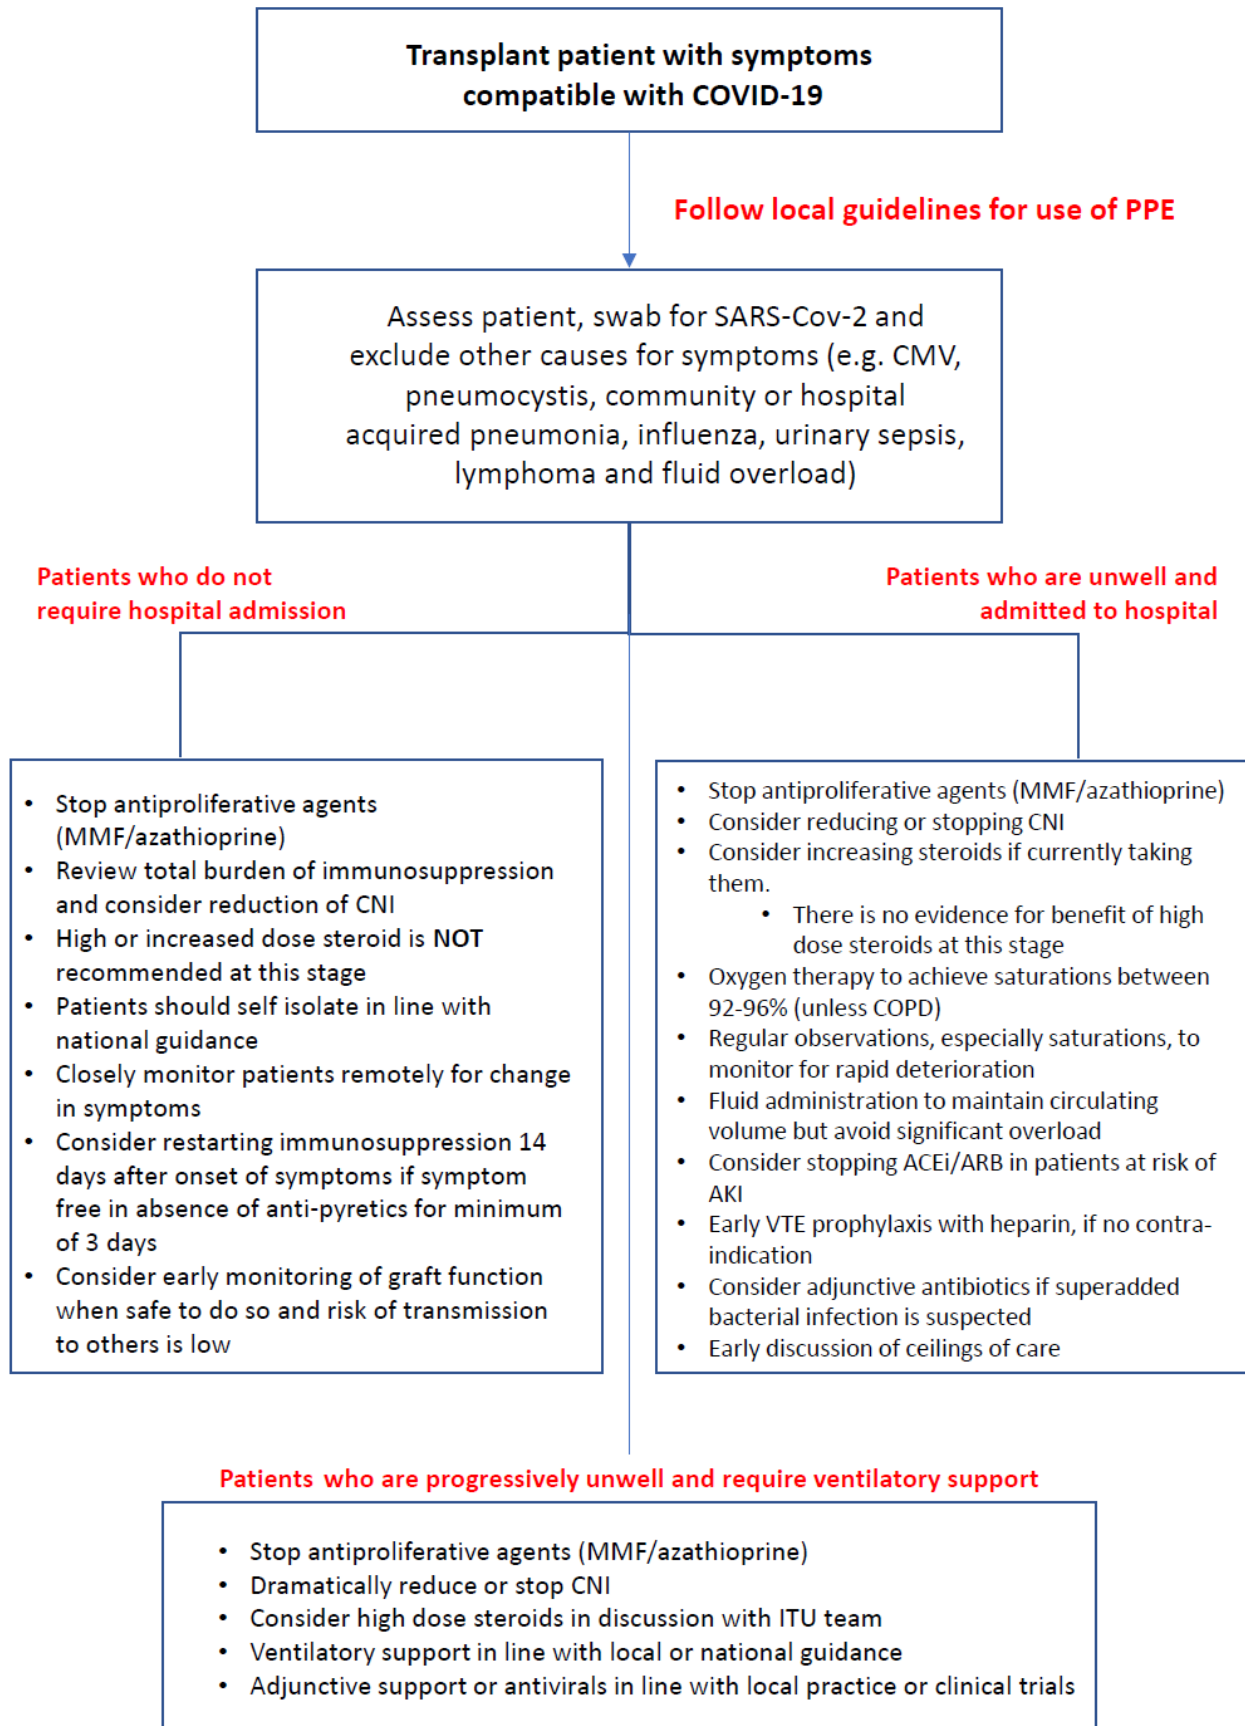 Transplant patient with symptoms
compatible with COVID-19
Follow local guidelines for use of PPE
Assess patient, swab for SARS-Cov-2 and
exclude other causes for symptoms (e.g. CMV,
pneumocystis, community or hospital
acquired pneumonia, influenza, urinary sepsis,
lymphoma and fluid overload)
Patients who do not
require hospital admission
Patients who are unwell and
admitted to hospital
• Stop antiproliferative agents
(MMF/azathioprine)
• Review total burden of immunosuppression
and consider reduction of CNI
• High or increased dose steroid is NOT
recommended at this stage
• Patients should self isolate in line with
national guidance
• Closely monitor patients remotely for change
in symptoms
• Consider restarting immunosuppression 14
days after onset of symptoms if symptom
free in absence of anti-pyretics for minimum
of 3 days
• Consider early monitoring of graft function
when safe to do so and risk of transmission
to others is low
• Stop antiproliferative agents (MMF/azathioprine)
• Consider reducing or stopping CNI
• Consider increasing steroids if currently taking
them.
• There is no evidence for benefit of high
dose steroids at this stage
• Oxygen therapy to achieve saturations between
92-96% (unless COPD)
• Regular observations, especially saturations, to
monitor for rapid deterioration
• Fluid administration to maintain circulating
volume but avoid significant overload
• Consider stopping ACEi/ARB in patients at risk of
AKI
• Early VTE prophylaxis with heparin, if no contra-
indication
• Consider adjunctive antibiotics if superadded
bacterial infection is suspected
• Early discussion of ceilings of care
Patients who are progressively unwell and require ventilatory support
• Stop antiproliferative agents (MMF/azathioprine)
• Dramatically reduce or stop CNI
• Consider high dose steroids in discussion with ITU team
• Ventilatory support in line with local or national guidance
• Adjunctive support or antivirals in line with local practice or clinical trials